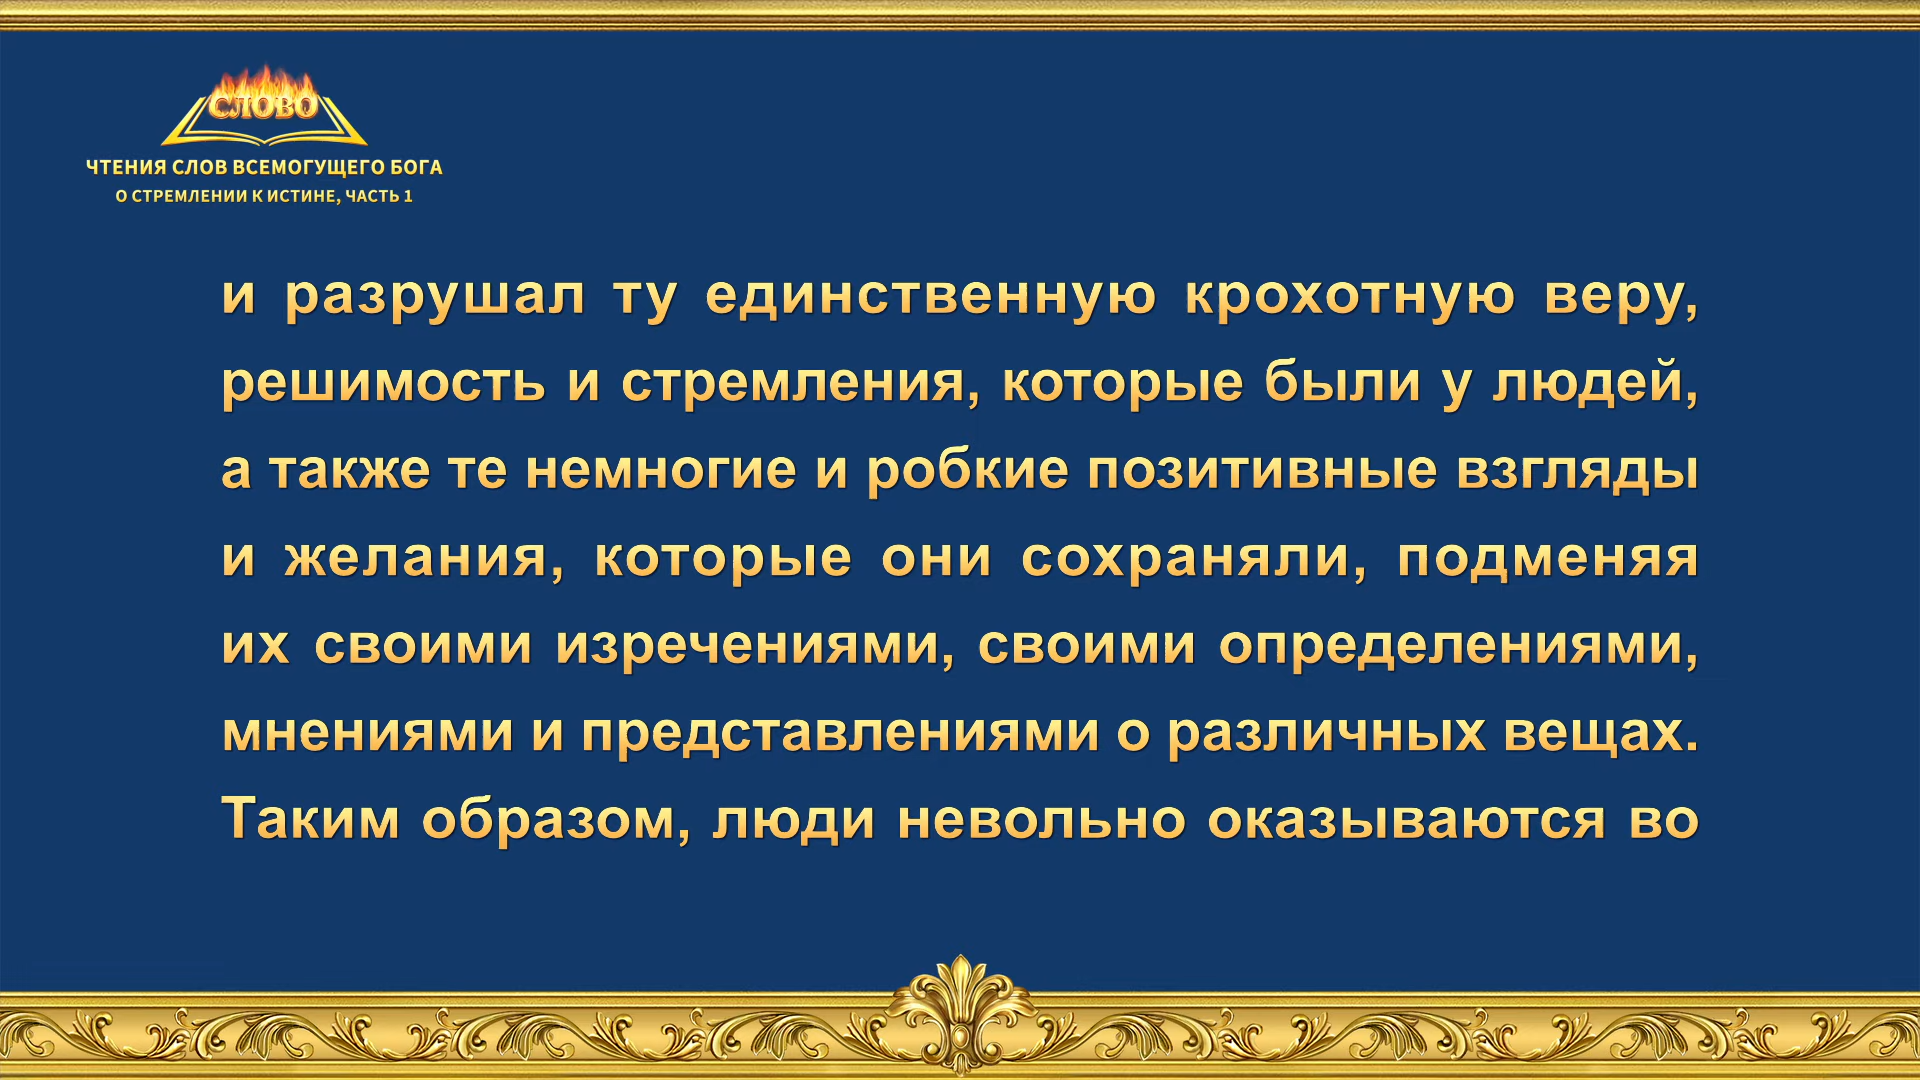 СЛОВО
ЧТЕНИЯ СЛОВ ВСЕМОГУЩЕГО БОГА
О СТРЕМЛЕНИИ К ИСТИНЕ, ЧАСТЬ 1
и разрушал ту единственную крохотную веру,
решимость и стремления, которые были у людей,
а также те немногие и робкие позитивные взгляды
и желания, которые они сохраняли, подменяя
их своими изречениями, своими определениями,
мнениями и представлениями о различных вещах.
Таким образом, люди невольно оказываются во